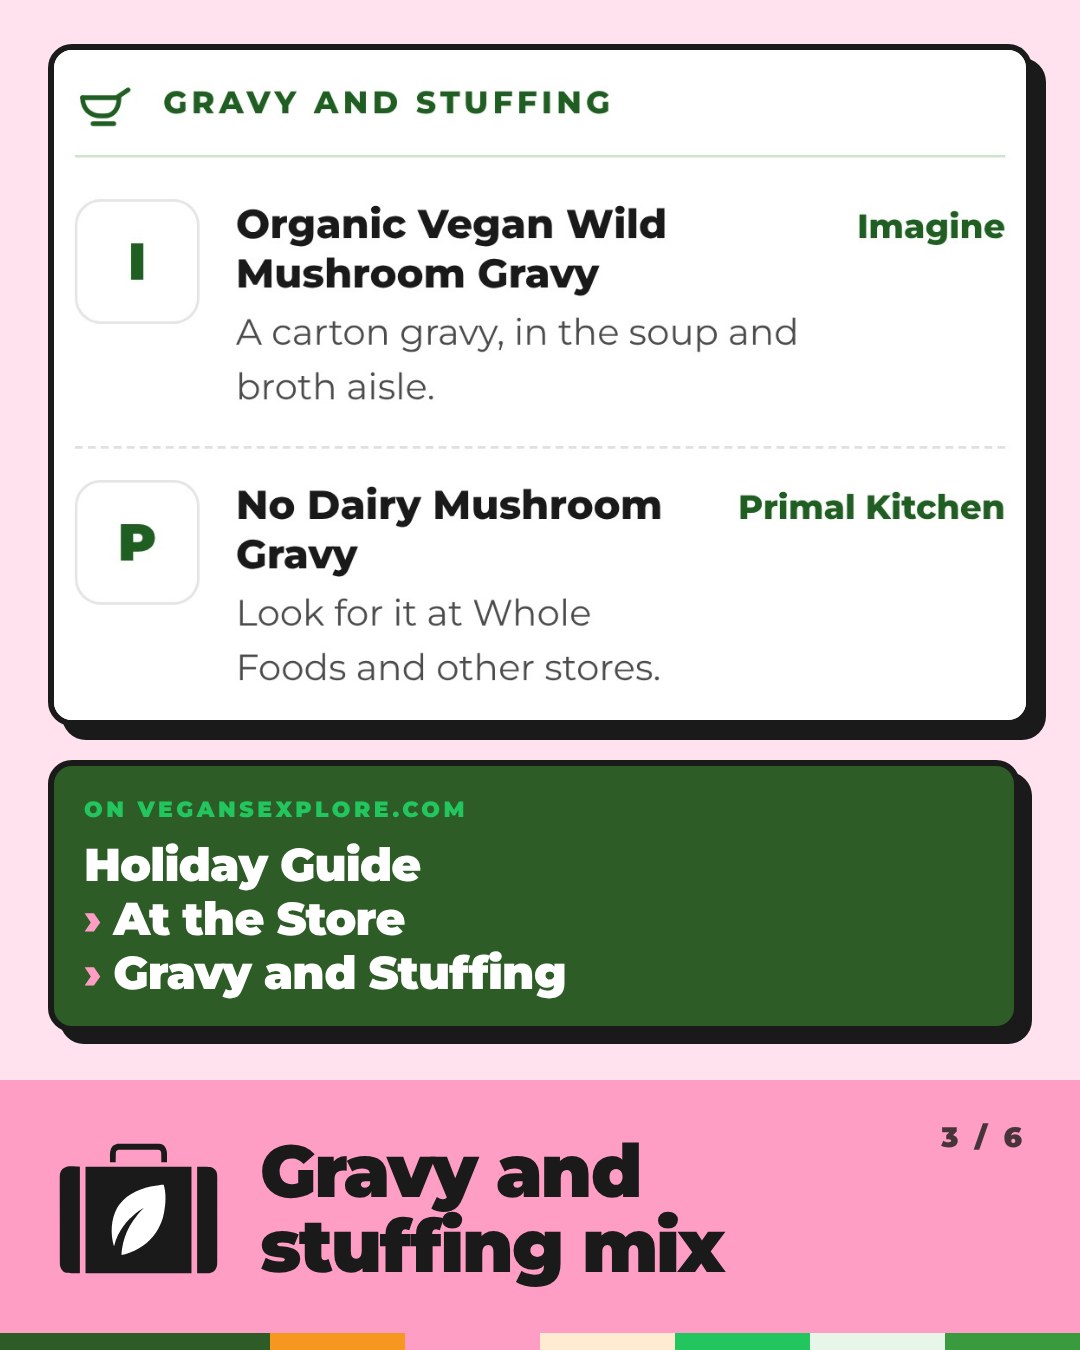 GRAVY AND STUFFING
I
Organic Vegan Wild
Mushroom Gravy
Imagine
A carton gravy, in the soup and
broth aisle.
P
No Dairy Mushroom
Gravy
Primal Kitchen
Look for it at Whole
Foods and other stores.
ON VEGANSEXPLORE.COM
Holiday Guide
› At the Store
› Gravy and Stuffing
3 / 6
Gravy and
stuffing mix